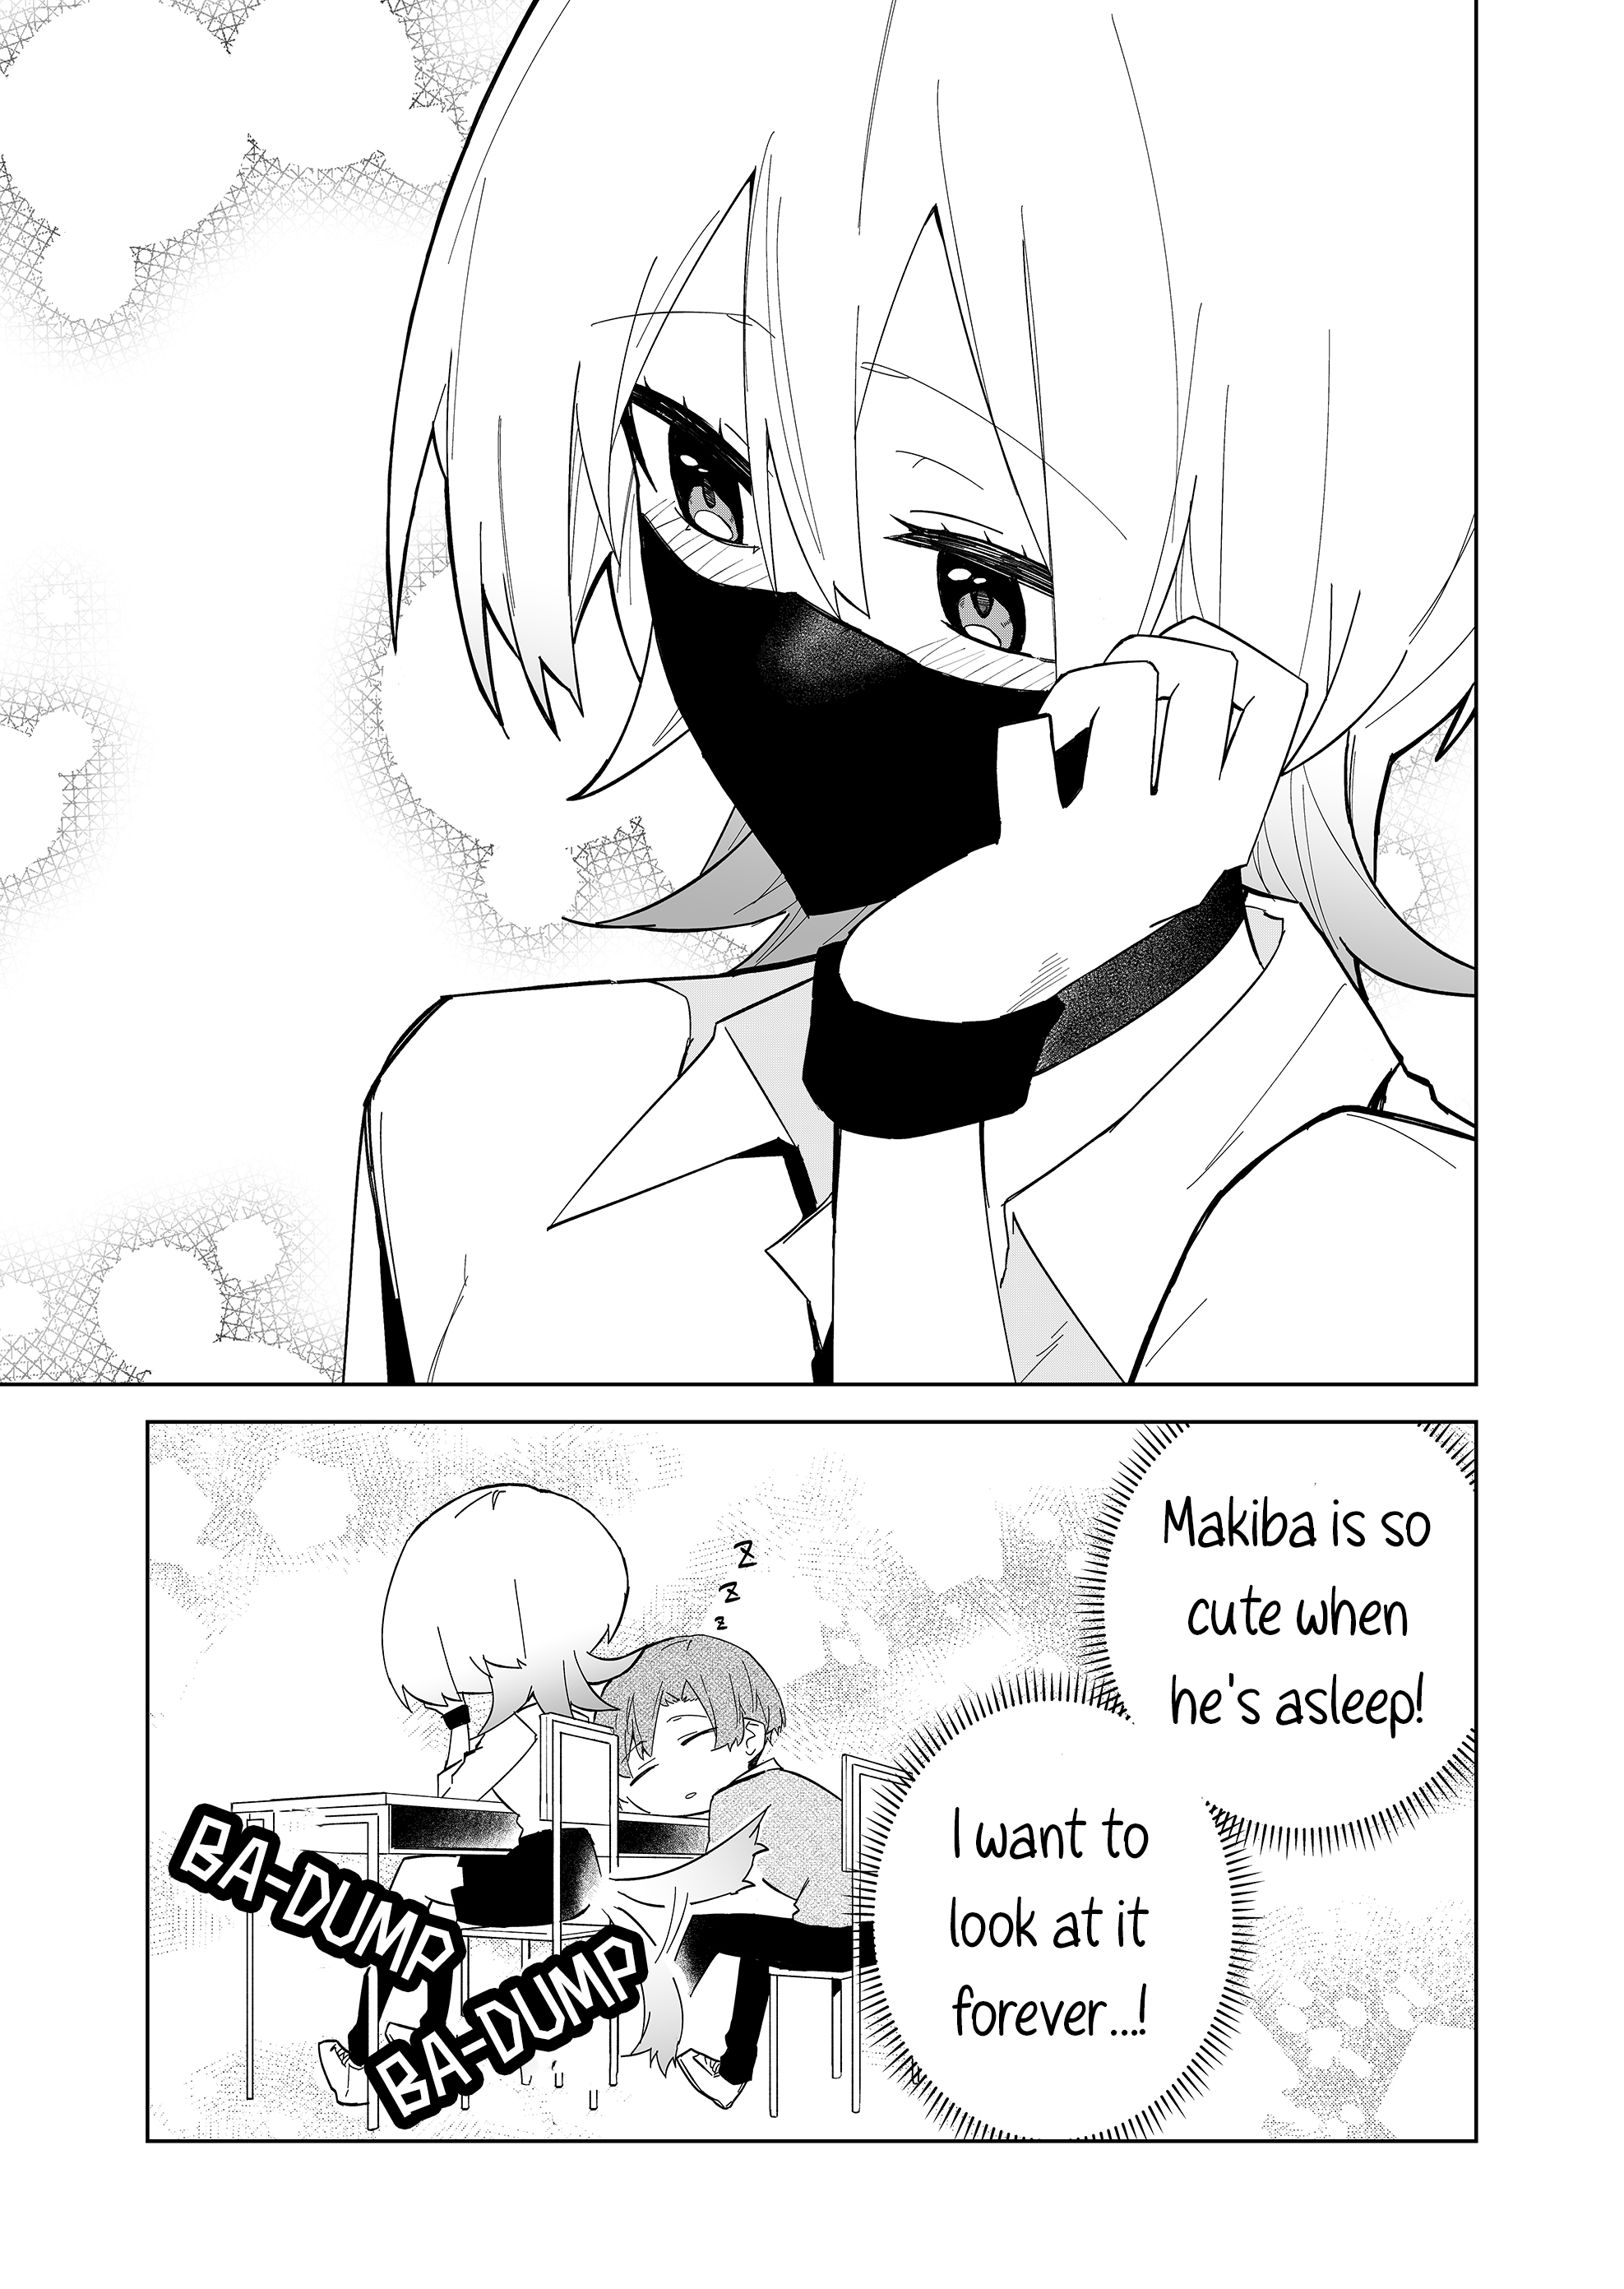 Makiba is so
cute when
he's asleep!
I want to
look at it
forever...!
z
z
z
BA-DUMP
BA-DUMP